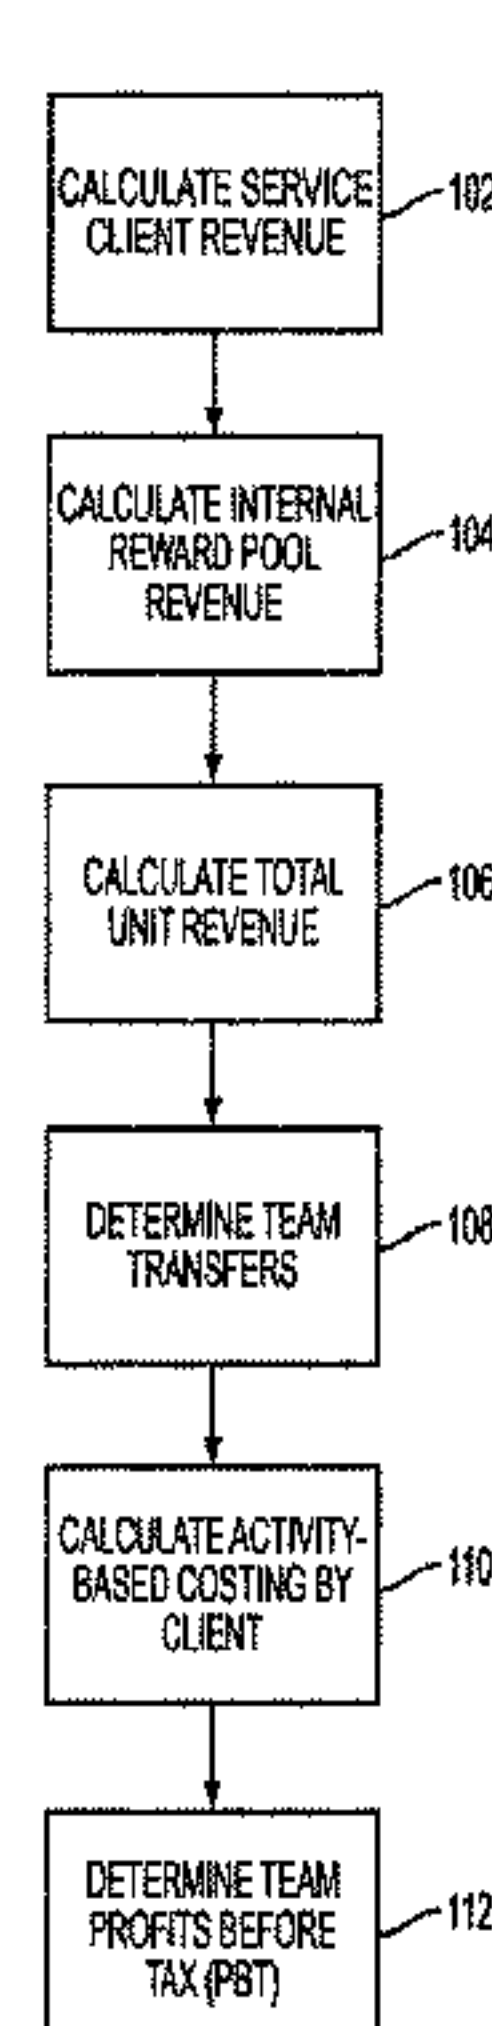 CALCULATE SERVICE
CLIENT REVENUE
102
CALCULATE INTERNAL
REWARD POOL
REVENUE
104
CALCULATE TOTAL
UNIT REVENUE
106
DETERMINE TEAM
TRANSFERS
108
CALCULATE ACTIVITY-
BASED COSTING BY
CLIENT
110
DETERMINE TEAM
PROFITS BEFORE
TAX (PBT)
112